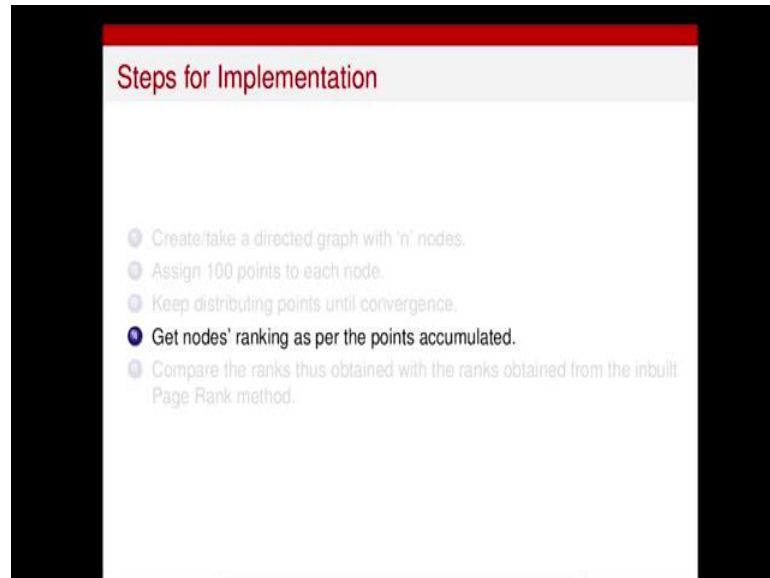 Steps for Implementation
Create/take a directed graph with 'n' nodes.
Assign 100 points to each node.
Keep distributing points until convergence.
Get nodes' ranking as per the points accumulated.
Compare the ranks thus obtained with the ranks obtained from the inbuilt
Page Rank method.